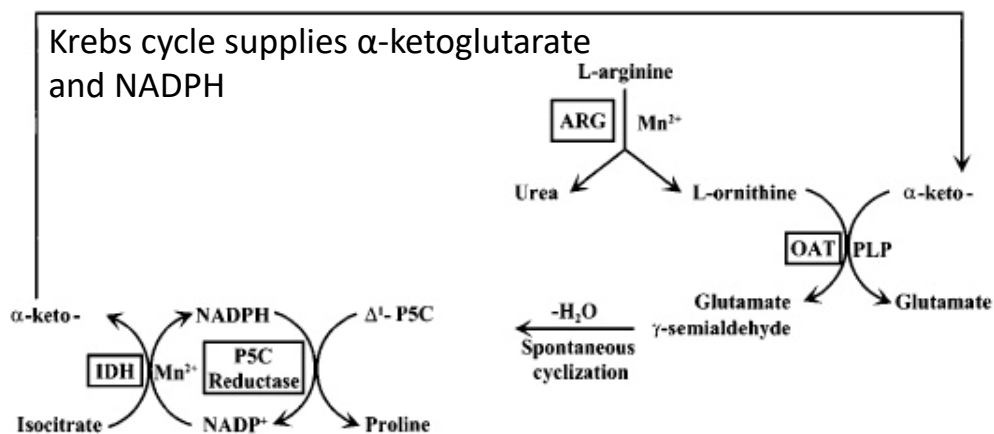 Krebs cycle supplies α-ketoglutarate
and NADPH
L-arginine
ARG
Mn²⁺
Urea
L-ornithine
α-keto-
OAT
PLP
Glutamate
γ-semialdehyde
Glutamate
-H₂O
Spontaneous
cyclization
α-keto-
NADPH
Δ¹- P5C
IDH
Mn²⁺
P5C
Reductase
Isocitrate
NADP⁺
Proline